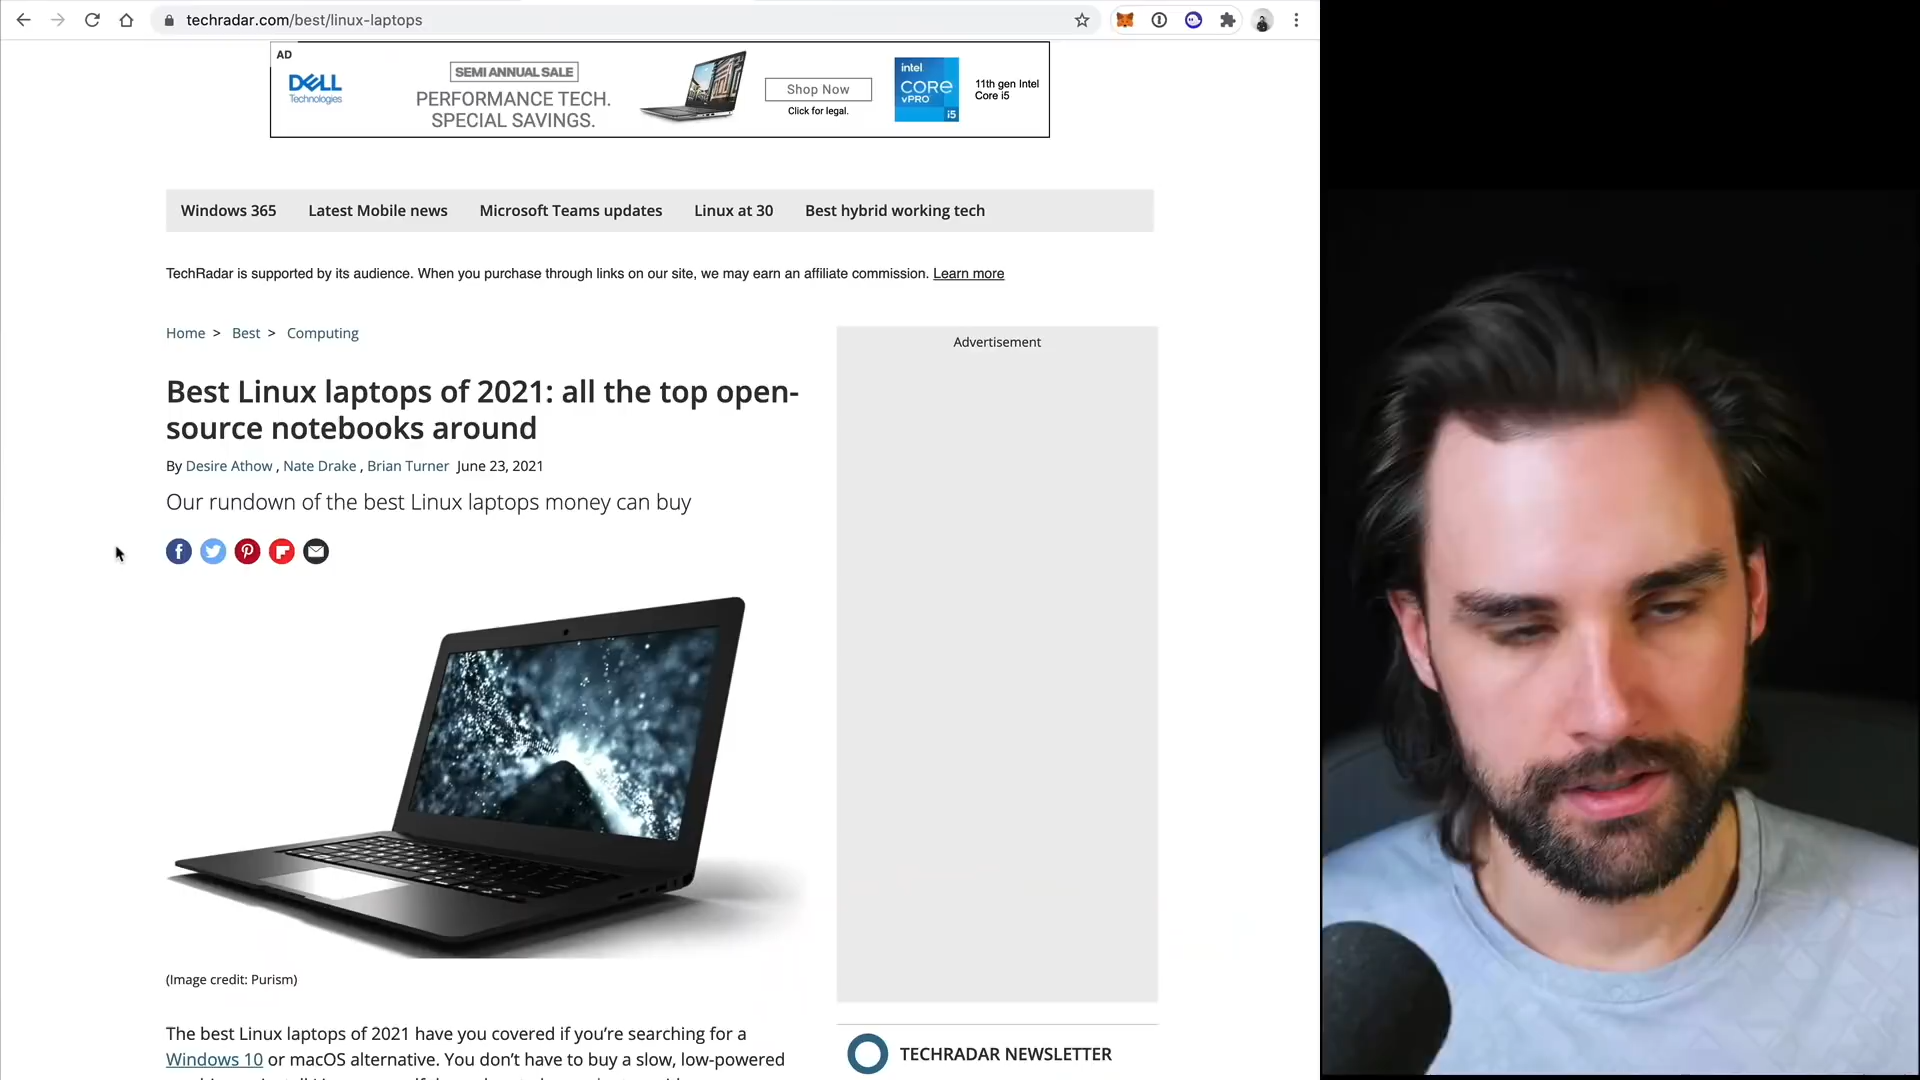 techradar.com/best/linux-laptops
AD
DELL
Technologies
SEMI ANNUAL SALE
PERFORMANCE TECH.
SPECIAL SAVINGS.
Shop Now
Click for legal.
intel
CORE
vPRO
i5
11th gen Intel
Core i5
Windows 365 Latest Mobile news Microsoft Teams updates Linux at 30 Best hybrid working tech
TechRadar is supported by its audience. When you purchase through links on our site, we may earn an affiliate commission. Learn more
Home > Best > Computing
Advertisement
Best Linux laptops of 2021: all the top open-
source notebooks around
By Desire Athow , Nate Drake , Brian Turner June 23, 2021
Our rundown of the best Linux laptops money can buy
(Image credit: Purism)
The best Linux laptops of 2021 have you covered if you’re searching for a
Windows 10 or macOS alternative. You don’t have to buy a slow, low-powered
TECHRADAR NEWSLETTER